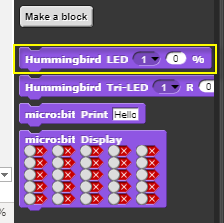 Make a block
Hummingbird LED 1 0 %
Hummingbird Tri-LED 1 R 0
micro:bit Print Hello
micro:bit Display
%